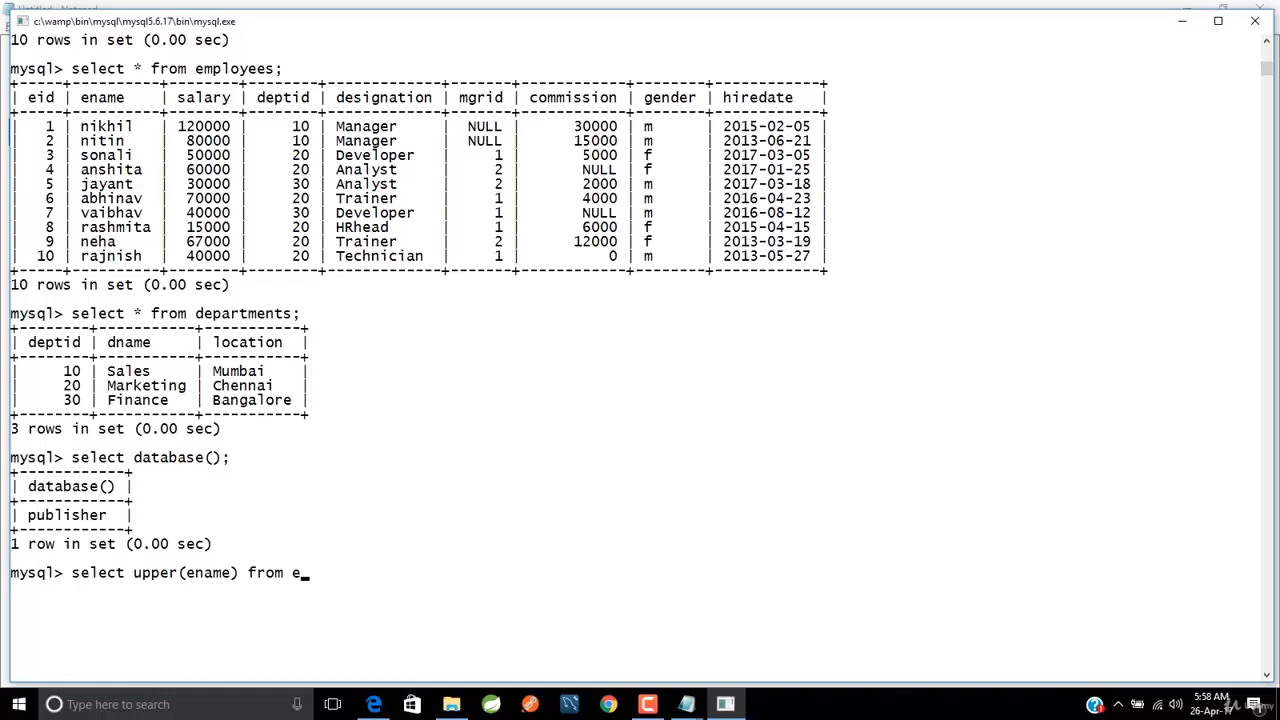 Untitled - Notepad
c:\wamp\bin\mysql\mysql5.6.17\bin\mysql.exe
10 rows in set (0.00 sec)
mysql> select * from employees;
+------+----------+--------+--------+-------------+-------+------------+--------+------------+
| eid | ename | salary | deptid | designation | mgrid | commission | gender | hiredate |
+------+----------+--------+--------+-------------+-------+------------+--------+------------+
| 1 | nikhil | 120000 | 10 | Manager | NULL | 30000 | m | 2015-02-05 |
| 2 | nitin | 80000 | 10 | Manager | NULL | 15000 | m | 2013-06-21 |
| 3 | sonali | 50000 | 20 | Developer | 1 | 5000 | f | 2017-03-05 |
| 4 | anshita | 60000 | 20 | Analyst | 2 | NULL | f | 2017-01-25 |
| 5 | jayant | 30000 | 30 | Analyst | 2 | 2000 | m | 2017-03-18 |
| 6 | abhinav | 70000 | 20 | Trainer | 1 | 4000 | m | 2016-04-23 |
| 7 | vaibhav | 40000 | 30 | Developer | 1 | NULL | m | 2016-08-12 |
| 8 | rashmita | 15000 | 20 | HRhead | 1 | 6000 | f | 2015-04-15 |
| 9 | neha | 67000 | 20 | Trainer | 2 | 12000 | f | 2013-03-19 |
| 10 | rajnish | 40000 | 20 | Technician | 1 | 0 | m | 2013-05-27 |
+------+----------+--------+--------+-------------+-------+------------+--------+------------+
10 rows in set (0.00 sec)
mysql> select * from departments;
+--------+-----------+-----------+
| deptid | dname | location |
+--------+-----------+-----------+
| 10 | Sales | Mumbai |
| 20 | Marketing | Chennai |
| 30 | Finance | Bangalore |
+--------+-----------+-----------+
3 rows in set (0.00 sec)
mysql> select database();
+------------+
| database() |
+------------+
| publisher |
+------------+
1 row in set (0.00 sec)
mysql> select upper(ename) from e_
Type here to search
5:58 AM
26-Apr-17
Udemy